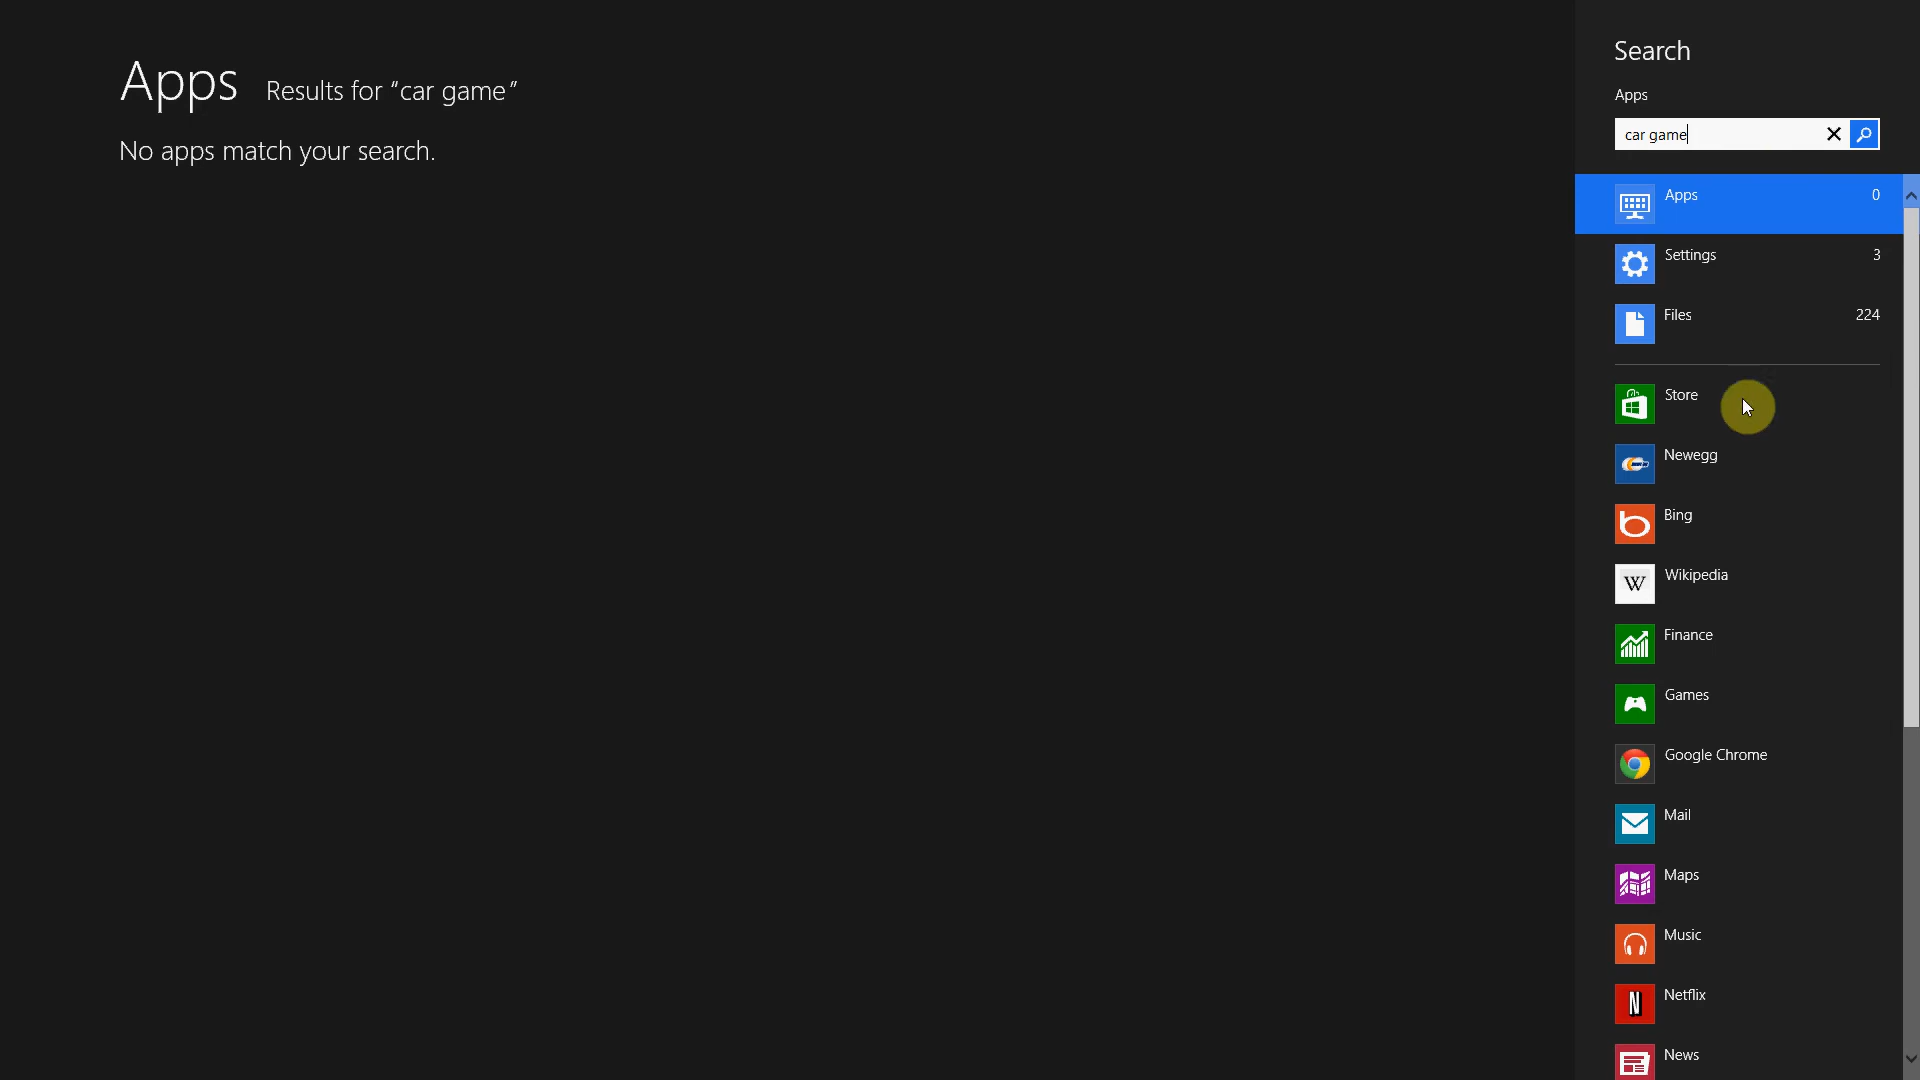 Apps Results for “car game”
No apps match your search.
Search
Apps
car game
Apps 0
Settings 3
Files 224
Store
Newegg
Bing
W Wikipedia
Finance
Games
Google Chrome
Mail
Maps
Music
N Netflix
News